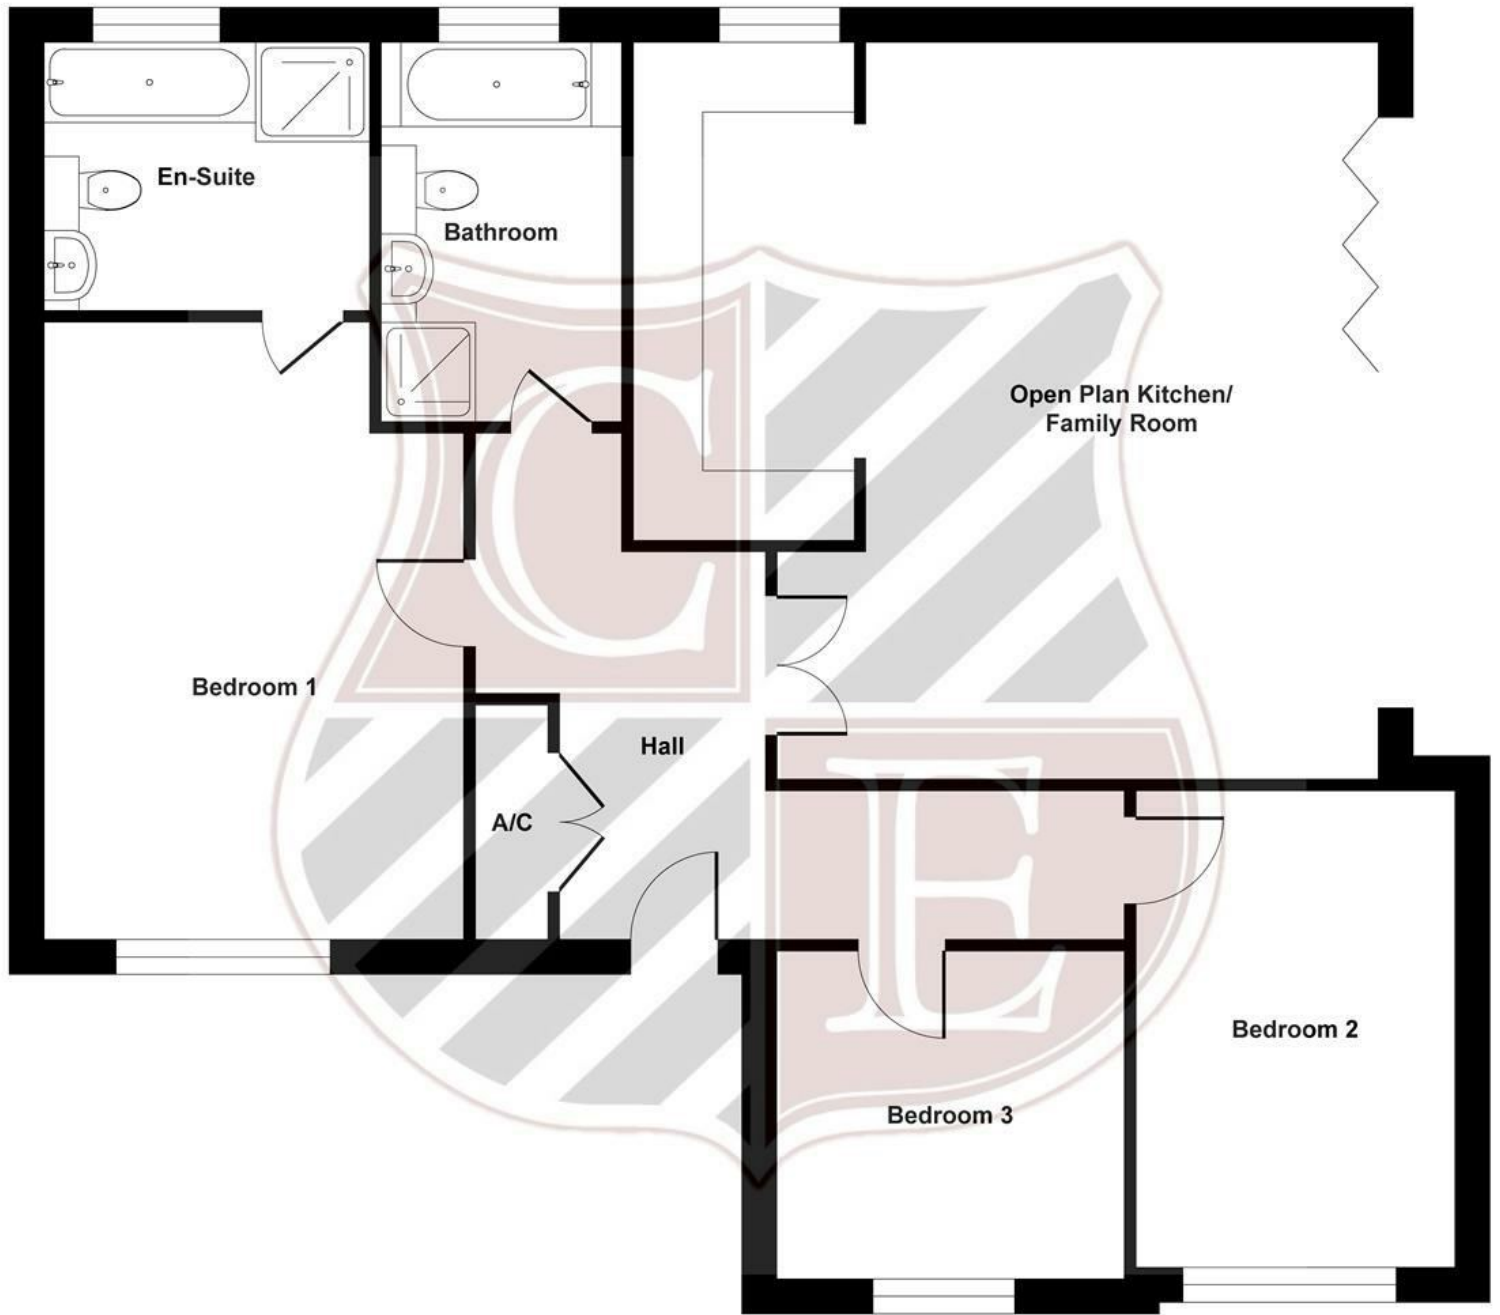 En-Suite
Bathroom
Open Plan Kitchen/
Family Room
Bedroom 1
Hall
A/C
Bedroom 2
Bedroom 3
C
E